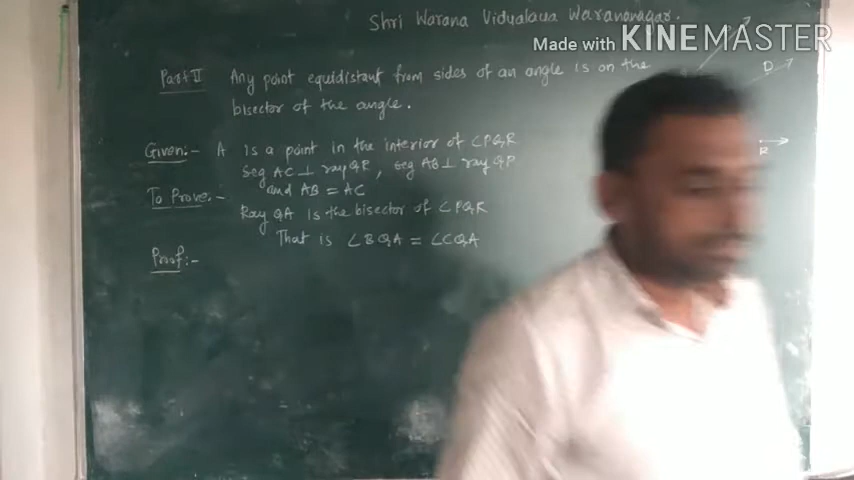 Shri Warana Vidyalaya Warananagar.
Made with KINEMASTER
Part II Any point equidistant from sides of an angle is on the
bisector of the angle.
D
Given:- A is a point in the interior of ∠PQR
R
seg AC ⊥ ray QR, seg AB ⊥ ray QP
and AB = AC
To Prove:-
Ray QA is the bisector of ∠PQR
That is ∠BQA = ∠CQA
Proof:-